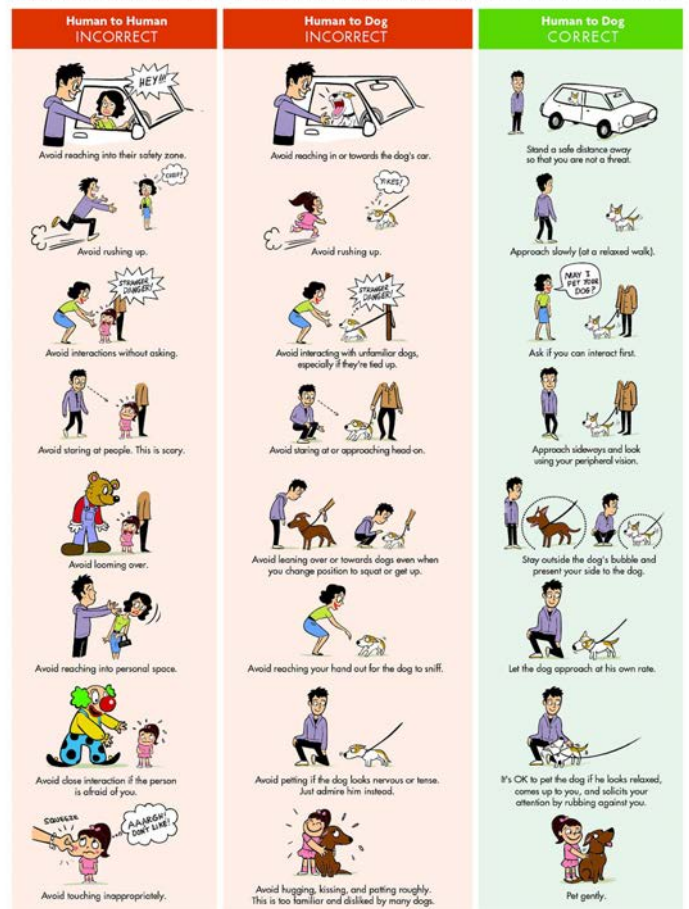 Human to Human
INCORRECT
Human to Dog
INCORRECT
Human to Dog
CORRECT
HEY!!!
Avoid reaching into their safety zone.
Avoid reaching in or towards the dog's car.
Stand a safe distance away
so that you are not a threat.
Avoid rushing up.
YIKES!
Avoid rushing up.
Approach slowly (at a relaxed walk).
STRANGER
DANGER!
Avoid interactions without asking.
STRANGER
DANGER!
Avoid interacting with unfamiliar dogs,
especially if they're tied up.
MAY I
PET YOUR
DOG?
Ask if you can interact first.
Avoid staring at people. This is scary.
Avoid staring at or approaching head-on.
Approach sideways and look
using your peripheral vision.
Avoid looming over.
Avoid leaning over or towards dogs even when
you change position to squat or get up.
Stay outside the dog's bubble and
present your side to the dog.
Avoid reaching into personal space.
Avoid reaching your hand out for the dog to sniff.
Let the dog approach at his own rate.
Avoid close interaction if the person
is afraid of you.
Avoid petting if the dog looks nervous or tense.
Just admire him instead.
It's OK to pet the dog if he looks relaxed,
comes up to you, and solicits your
attention by rubbing against you.
SQUEEZE
AAARGH!
DON'T LIKE!
Avoid touching inappropriately.
Avoid hugging, kissing, and patting roughly.
This is too familiar and disliked by many dogs.
Pet gently.